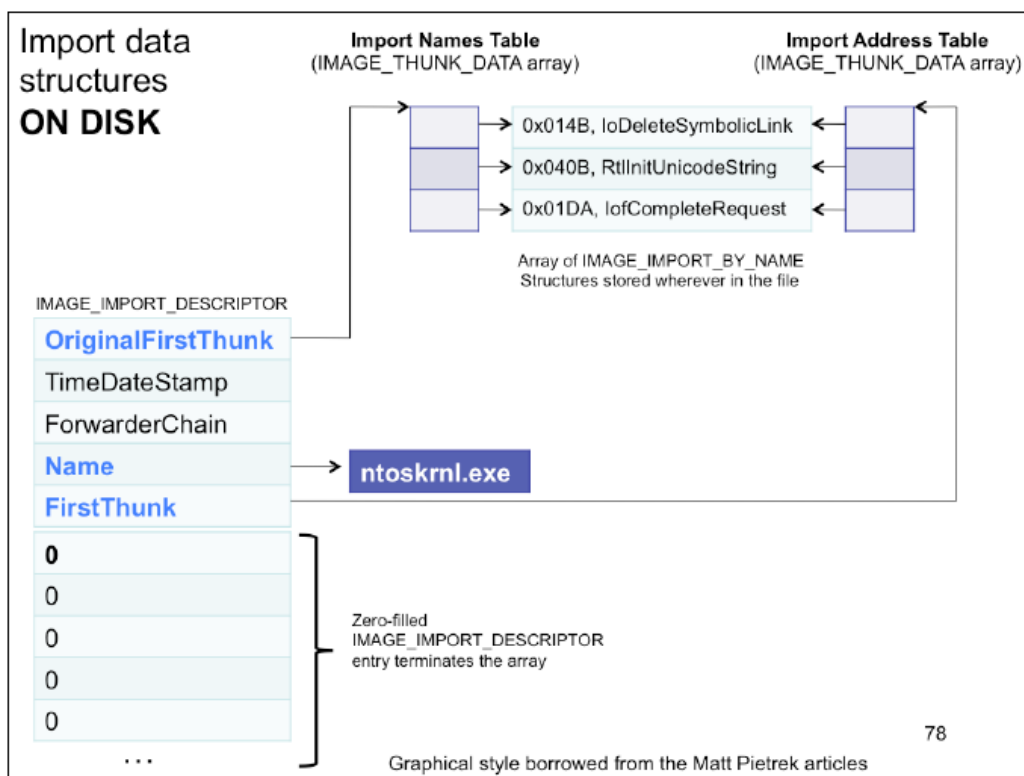 Import data
structures
ON DISK
Import Names Table
(IMAGE_THUNK_DATA array)
Import Address Table
(IMAGE_THUNK_DATA array)
0x014B, IoDeleteSymbolicLink
0x040B, RtlInitUnicodeString
0x01DA, IofCompleteRequest
Array of IMAGE_IMPORT_BY_NAME
Structures stored wherever in the file
IMAGE_IMPORT_DESCRIPTOR
OriginalFirstThunk
TimeDateStamp
ForwarderChain
Name
ntoskrnl.exe
FirstThunk
0
0
0
0
0
...
Zero-filled
IMAGE_IMPORT_DESCRIPTOR
entry terminates the array
78
Graphical style borrowed from the Matt Pietrek articles